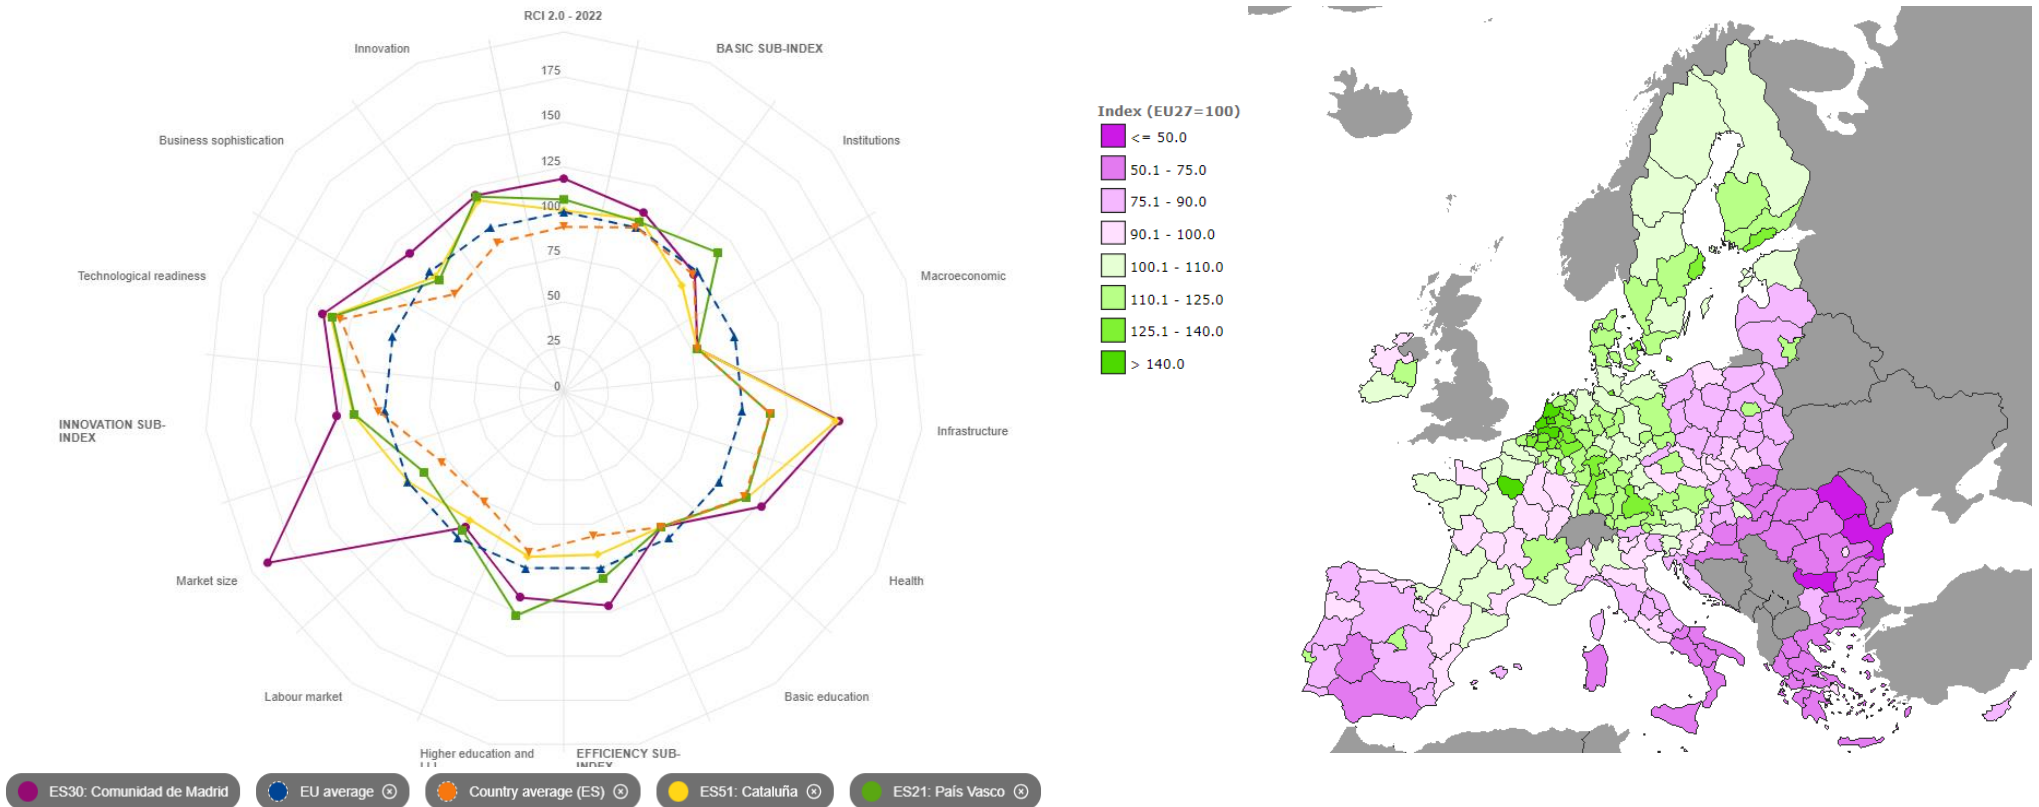 RCI 2.0 - 2022
Innovation
BASIC SUB-INDEX
175
150
Business sophistication
Institutions
125
100
Technological readiness
Macroeconomic
75
50
25
0
INNOVATION SUB-
INDEX
Infrastructure
Market size
Health
Labour market
Basic education
Higher education and
LLL
EFFICIENCY SUB-
INDEX
ES30: Comunidad de Madrid
EU average
Country average (ES)
ES51: Cataluña
ES21: País Vasco
Index (EU27=100)
<= 50.0
50.1 - 75.0
75.1 - 90.0
90.1 - 100.0
100.1 - 110.0
110.1 - 125.0
125.1 - 140.0
> 140.0